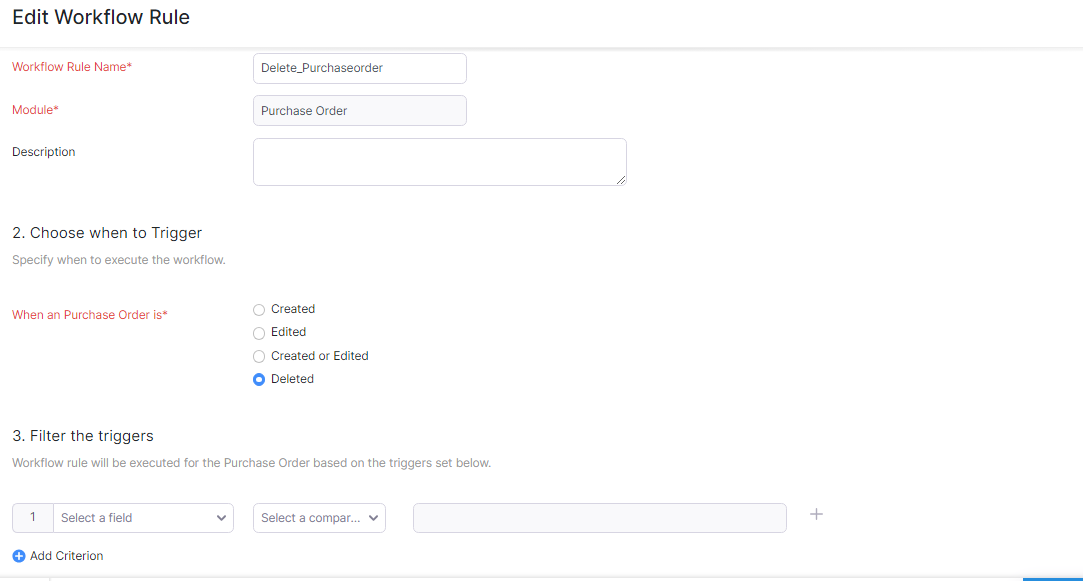 Edit Workflow Rule
Workflow Rule Name* Delete_Purchaseorder
Module* Purchase Order
Description
2. Choose when to Trigger
Specify when to execute the workflow.
When an Purchase Order is* Created
Edited
Created or Edited
Deleted
3. Filter the triggers
Workflow rule will be executed for the Purchase Order based on the triggers set below.
1 Select a field Select a compar...
Add Criterion